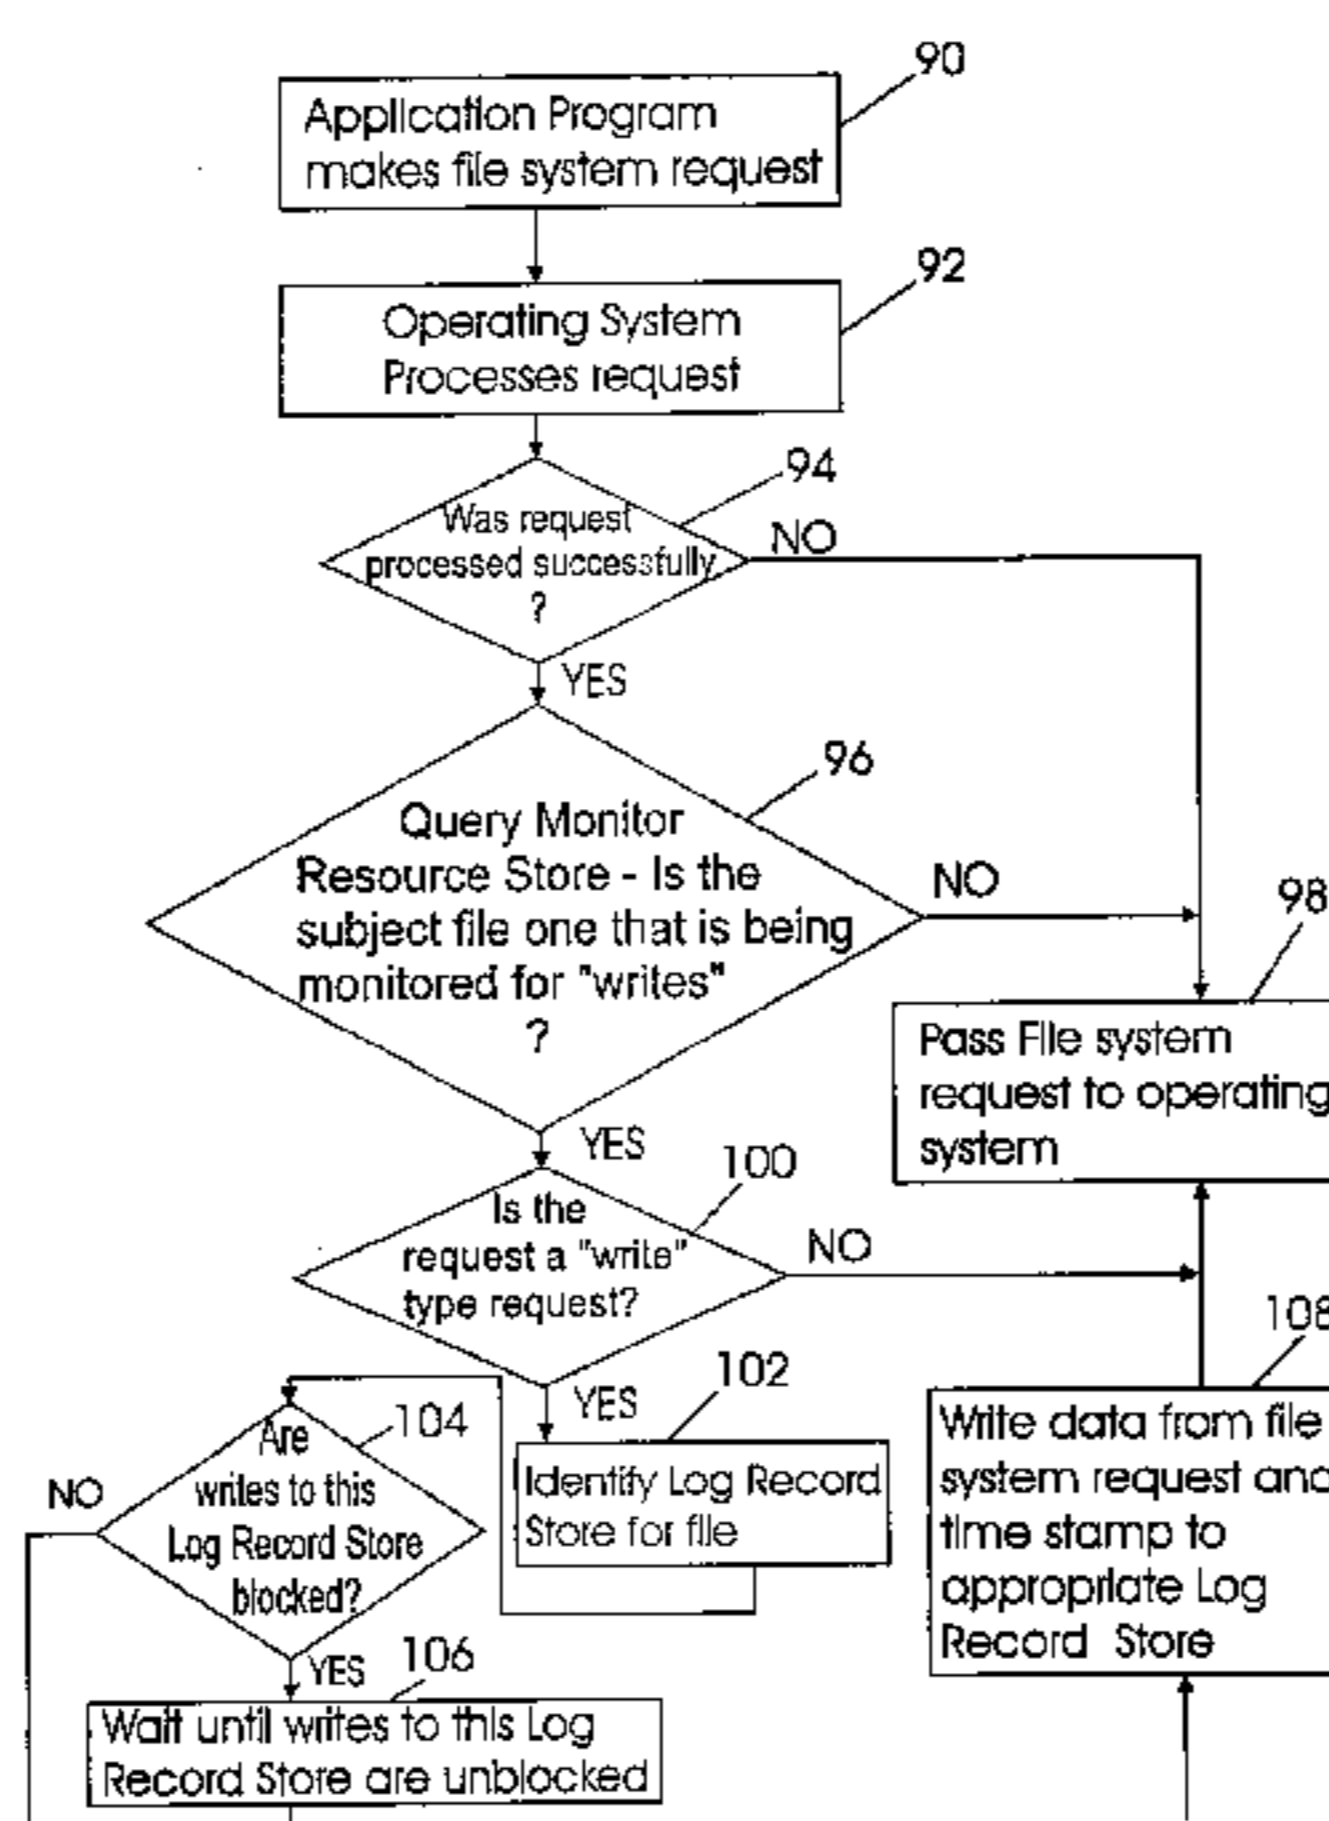 90
Application Program
makes file system request
92
Operating System
Processes request
94
Was request
processed successfully
?
NO
YES
96
Query Monitor
Resource Store - Is the
subject file one that is being
monitored for "writes"
?
NO
98
YES
Pass File system
request to operating
system
100
Is the
request a "write"
type request?
NO
108
YES
102
Identify Log Record
Store for file
104
Are
writes to this
Log Record Store
blocked?
NO
Write data from file
system request and
time stamp to
appropriate Log
Record Store
YES
106
Wait until writes to this Log
Record Store are unblocked